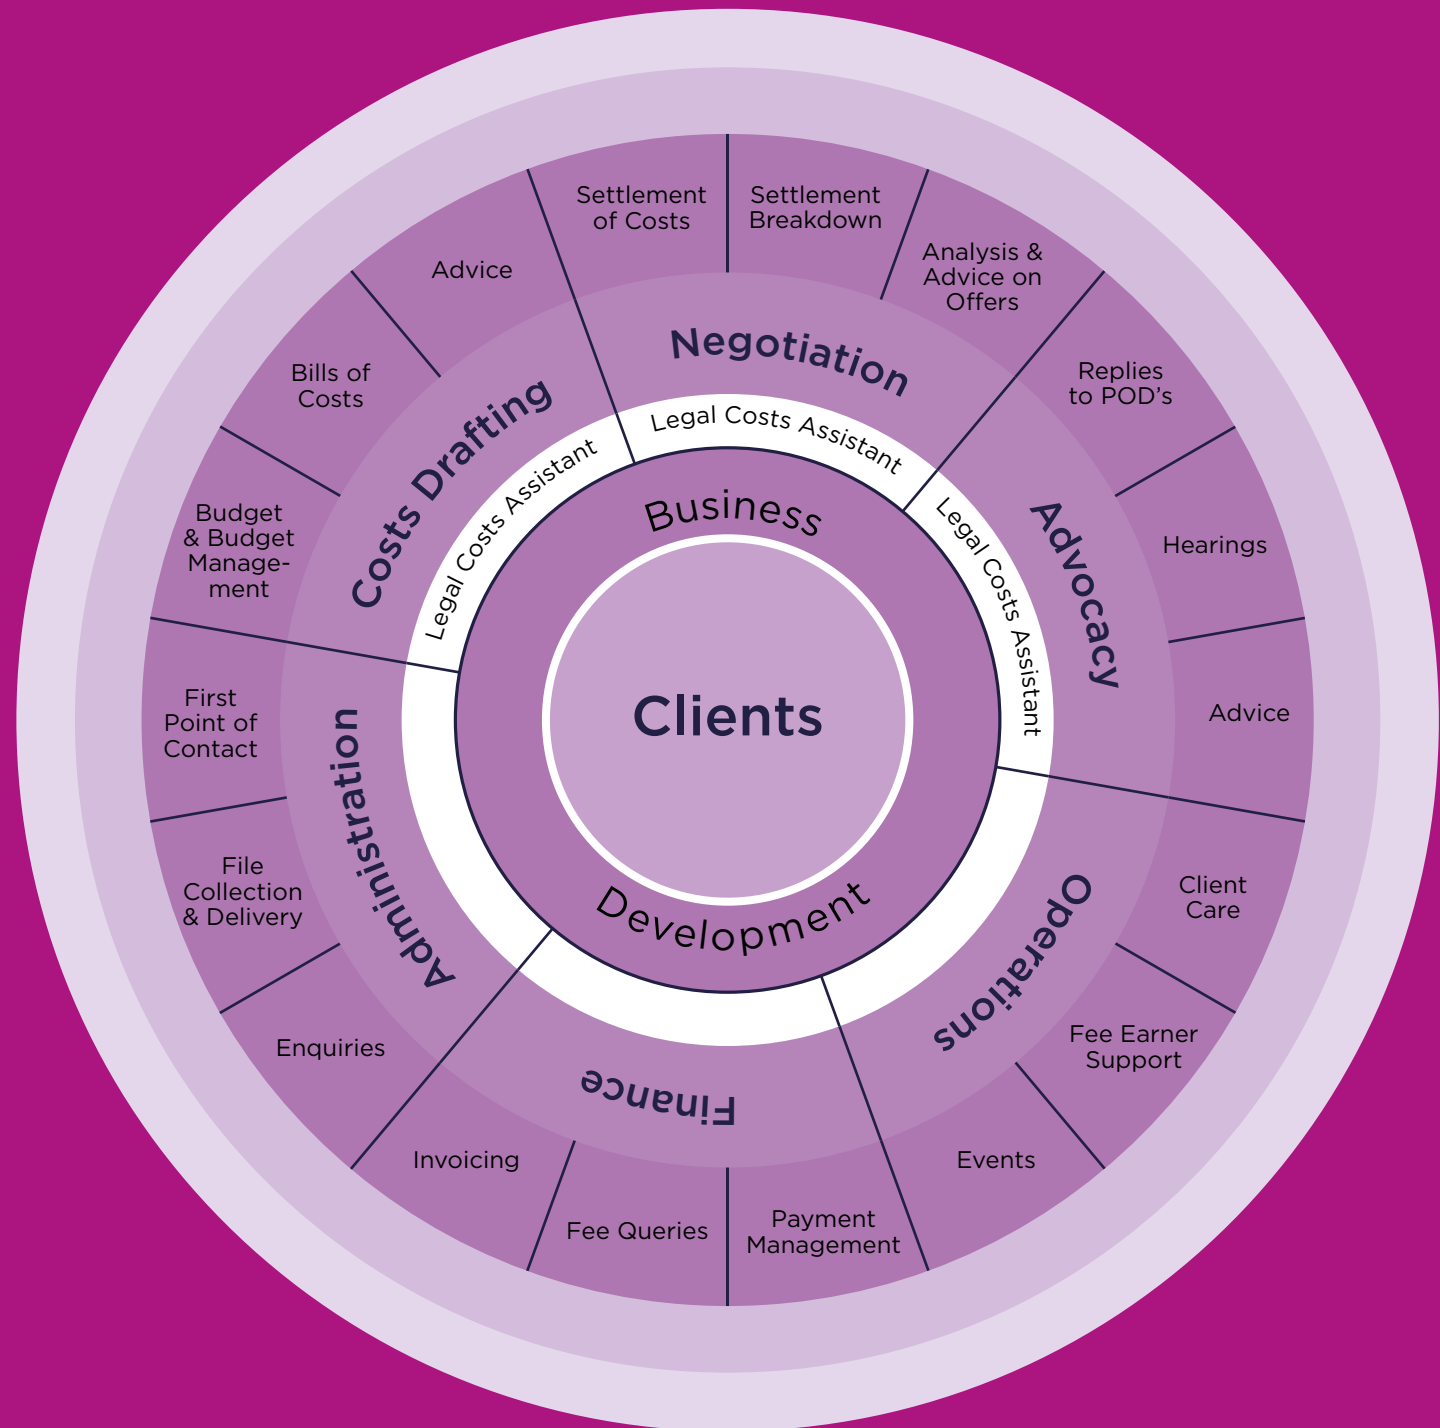 Settlement
of Costs
Settlement
Breakdown
Analysis &
Advice on
Offers
Replies
to POD's
Hearings
Advice
Client
Care
Fee Earner
Support
Events
Payment
Management
Fee Queries
Invoicing
Enquiries
File
Collection
& Delivery
First
Point of
Contact
Budget
& Budget
Manage-
ment
Bills of
Costs
Advice
Negotiation
Advocacy
Operations
Finance
Administration
Costs Drafting
Legal Costs Assistant
Legal Costs Assistant
Legal Costs Assistant
Business
Development
Clients